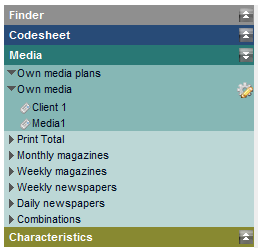 Finder
Codesheet
Media
Own media plans
Own media
Client 1
Media1
Print Total
Monthly magazines
Weekly magazines
Weekly newspapers
Daily newspapers
Combinations
Characteristics